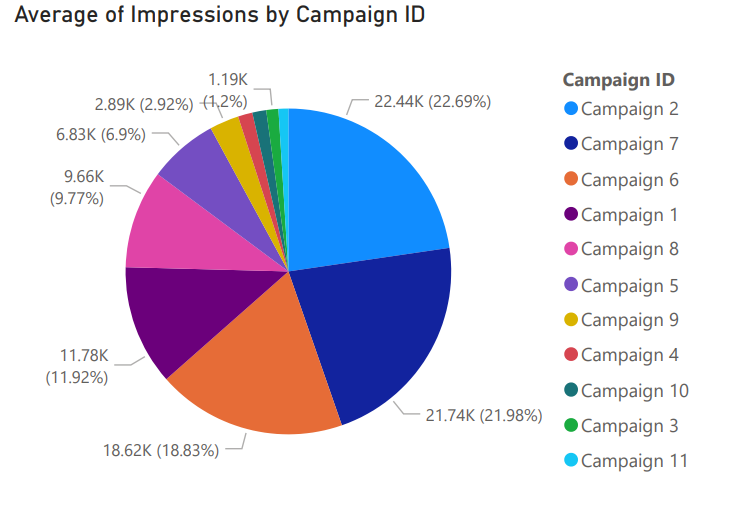 Average of Impressions by Campaign ID
1.19K
(1.2%)
2.89K (2.92%)
6.83K (6.9%)
9.66K
(9.77%)
11.78K
(11.92%)
18.62K (18.83%)
22.44K (22.69%)
21.74K (21.98%)
Campaign ID
Campaign 2
Campaign 7
Campaign 6
Campaign 1
Campaign 8
Campaign 5
Campaign 9
Campaign 4
Campaign 10
Campaign 3
Campaign 11